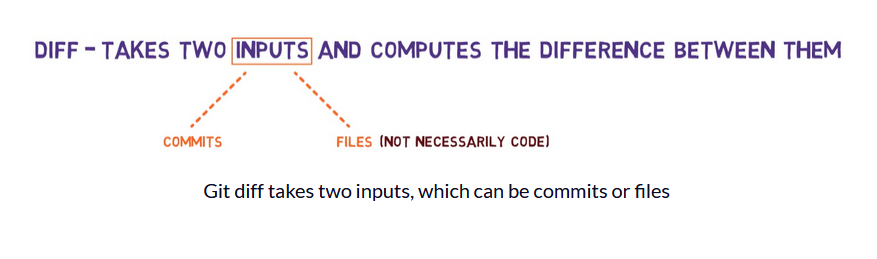 DIFF - TAKES TWO INPUTS AND COMPUTES THE DIFFERENCE BETWEEN THEM
COMMITS
FILES (NOT NECESSARILY CODE)
Git diff takes two inputs, which can be commits or files